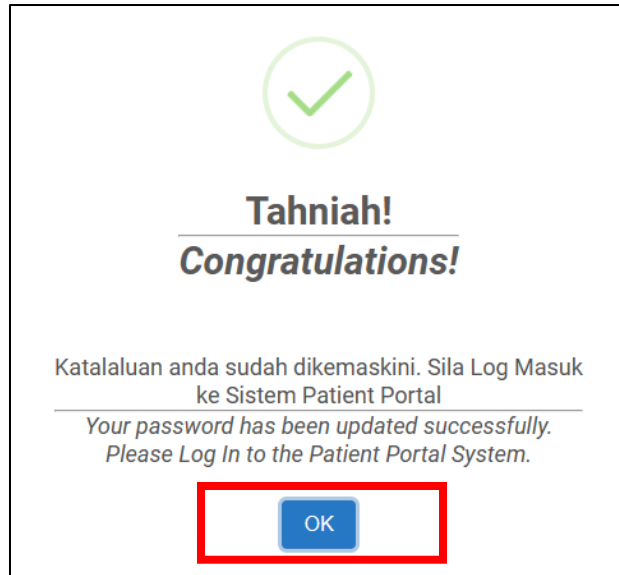 Tahniah!
Congratulations!
Katalaluan anda sudah dikemaskini. Sila Log Masuk
ke Sistem Patient Portal
Your password has been updated successfully.
Please Log In to the Patient Portal System.
OK